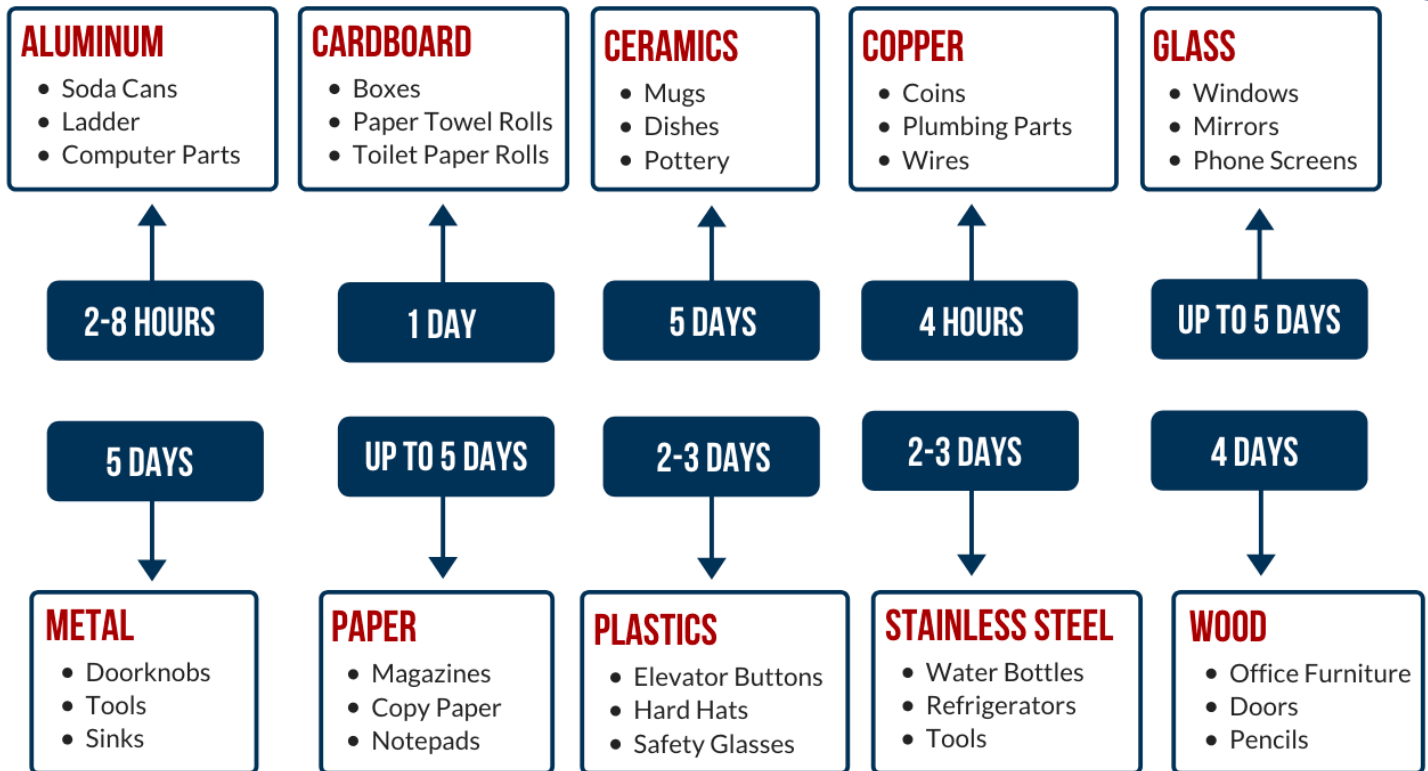 ALUMINUM
• Soda Cans
• Ladder
• Computer Parts
CARDBOARD
• Boxes
• Paper Towel Rolls
• Toilet Paper Rolls
CERAMICS
• Mugs
• Dishes
• Pottery
COPPER
• Coins
• Plumbing Parts
• Wires
GLASS
• Windows
• Mirrors
• Phone Screens
2-8 HOURS
1 DAY
5 DAYS
4 HOURS
UP TO 5 DAYS
5 DAYS
UP TO 5 DAYS
2-3 DAYS
2-3 DAYS
4 DAYS
METAL
• Doorknobs
• Tools
• Sinks
PAPER
• Magazines
• Copy Paper
• Notepads
PLASTICS
• Elevator Buttons
• Hard Hats
• Safety Glasses
STAINLESS STEEL
• Water Bottles
• Refrigerators
• Tools
WOOD
• Office Furniture
• Doors
• Pencils